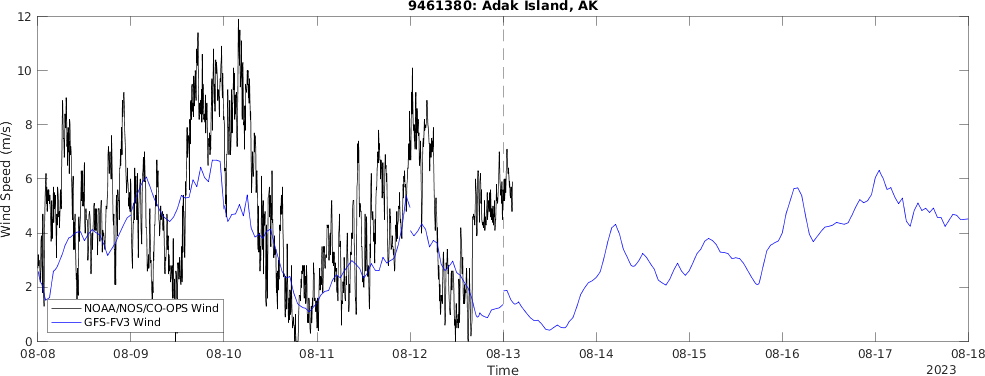 9461380: Adak Island, AK
Wind Speed (m/s)
12
10
8
6
4
2
0
NOAA/NOS/CO-OPS Wind
GFS-FV3 Wind
08-08 08-09 08-10 08-11 08-12 08-13 08-14 08-15 08-16 08-17 08-18
Time
2023